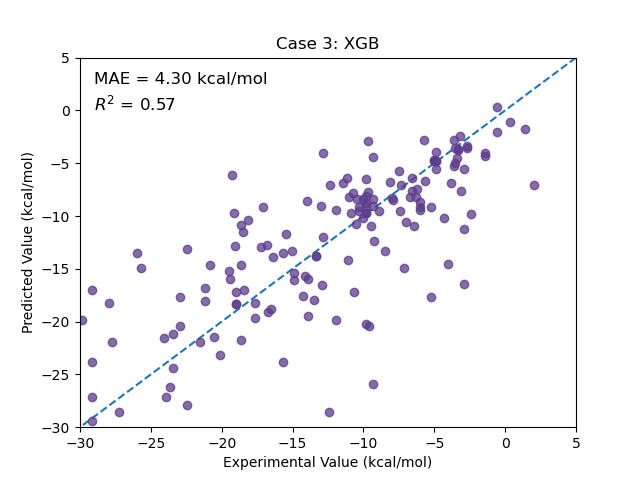 Case 3: XGB
MAE = 4.30 kcal/mol
R² = 0.57
5
0
−5
−10
−15
−20
−25
−30
Predicted Value (kcal/mol)
−30 −25 −20 −15 −10 −5 0 5
Experimental Value (kcal/mol)